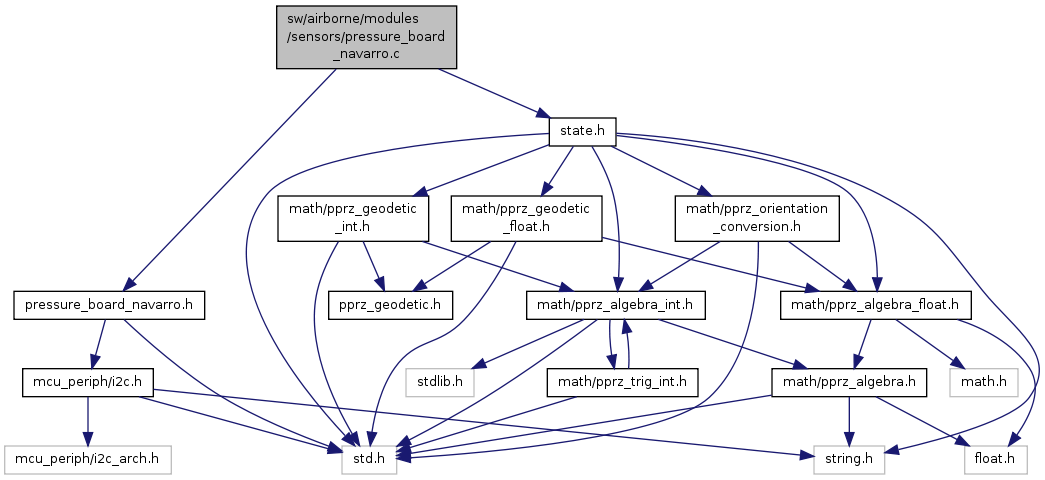 sw/airborne/modules
/sensors/pressure_board
_navarro.c
state.h
math/pprz_geodetic
_int.h
math/pprz_geodetic
_float.h
math/pprz_orientation
_conversion.h
pressure_board_navarro.h
pprz_geodetic.h
math/pprz_algebra_int.h
math/pprz_algebra_float.h
mcu_periph/i2c.h
stdlib.h
math/pprz_trig_int.h
math/pprz_algebra.h
math.h
mcu_periph/i2c_arch.h
std.h
string.h
float.h